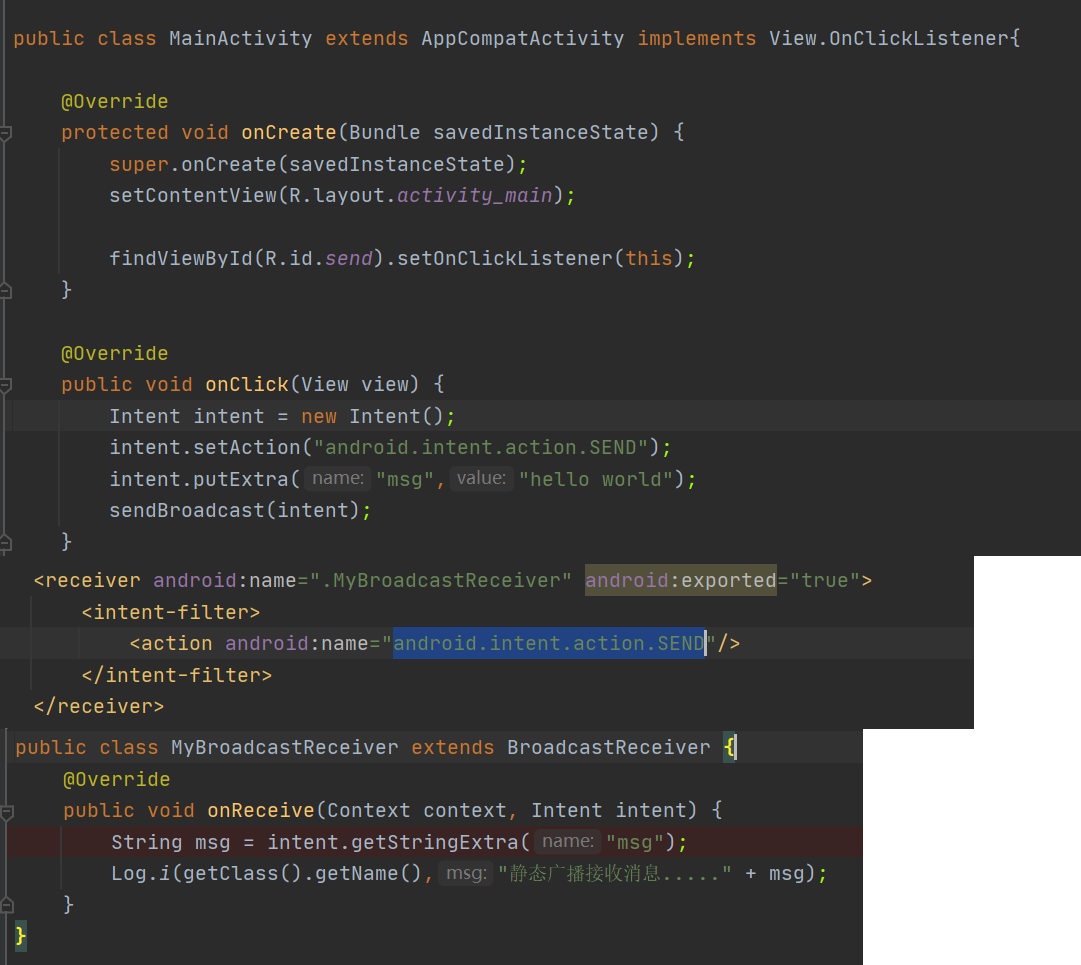 public class MainActivity extends AppCompatActivity implements View.OnClickListener{
@Override
protected void onCreate(Bundle savedInstanceState) {
super.onCreate(savedInstanceState);
setContentView(R.layout.activity_main);
findViewById(R.id.send).setOnClickListener(this);
}
@Override
public void onClick(View view) {
Intent intent = new Intent();
intent.setAction("android.intent.action.SEND");
intent.putExtra( name: "msg", value: "hello world");
sendBroadcast(intent);
}
<receiver android:name=".MyBroadcastReceiver" android:exported="true">
<intent-filter>
<action android:name="android.intent.action.SEND"/>
</intent-filter>
</receiver>
public class MyBroadcastReceiver extends BroadcastReceiver {
@Override
public void onReceive(Context context, Intent intent) {
String msg = intent.getStringExtra( name: "msg");
Log.i(getClass().getName(), msg: "静态广播接收消息....." + msg);
}
}